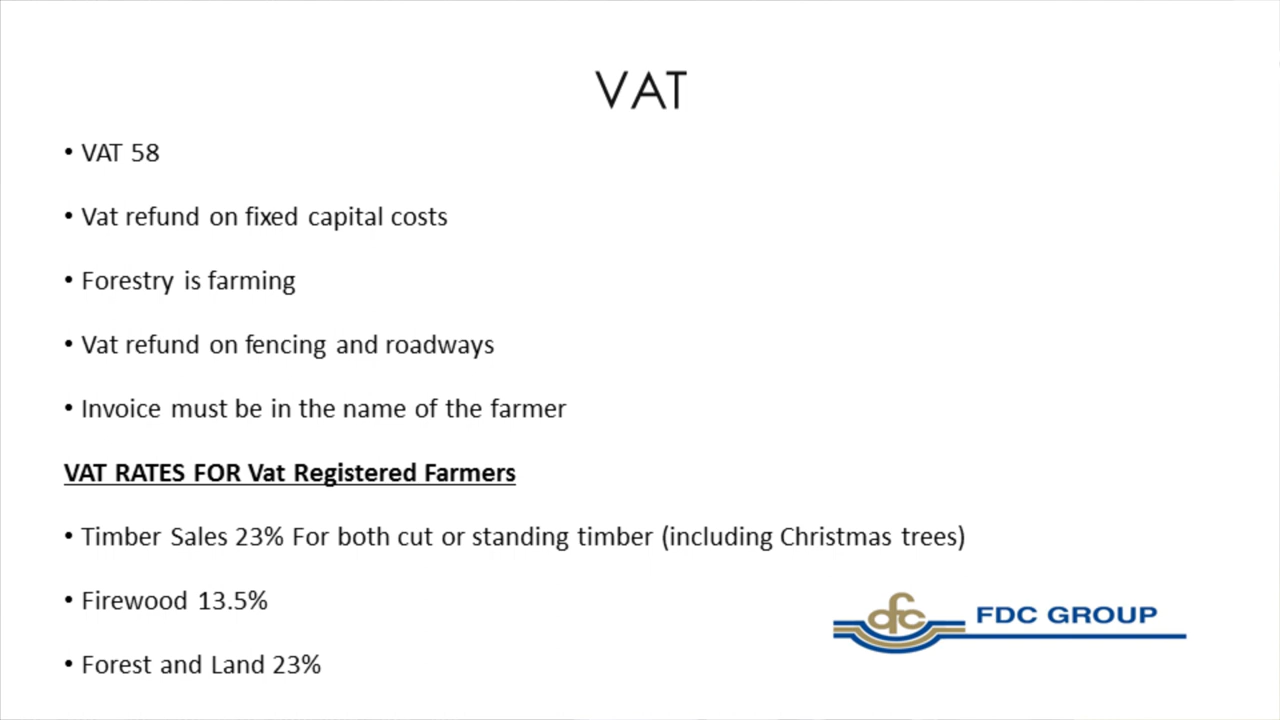 VAT
• VAT 58
• Vat refund on fixed capital costs
• Forestry is farming
• Vat refund on fencing and roadways
• Invoice must be in the name of the farmer
VAT RATES FOR Vat Registered Farmers
• Timber Sales 23% For both cut or standing timber (including Christmas trees)
• Firewood 13.5%
• Forest and Land 23%
fdc FDC GROUP